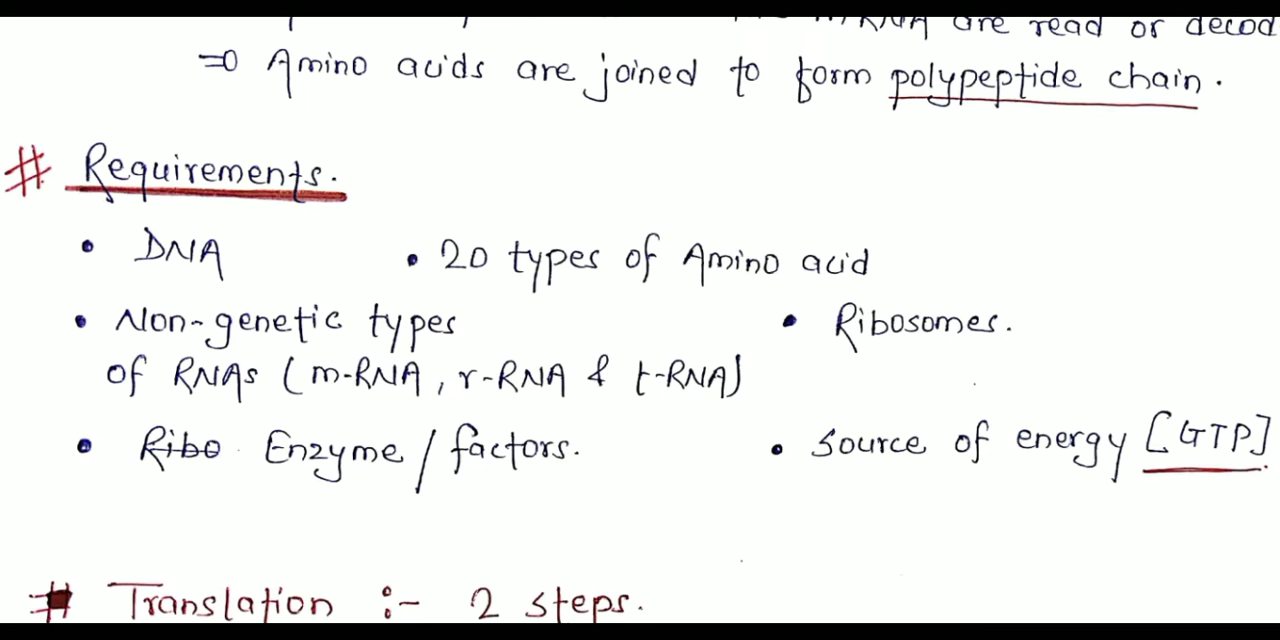 mRNA are read or decod
⇒ Amino acids are joined to form polypeptide chain.
# Requirements.
• DNA • 20 types of Amino acid
• Non-genetic types • Ribosomes.
of RNAs (m-RNA, r-RNA & t-RNA)
• Ribo Enzyme / factors. • Source of energy [GTP]
# Translation :- 2 steps.